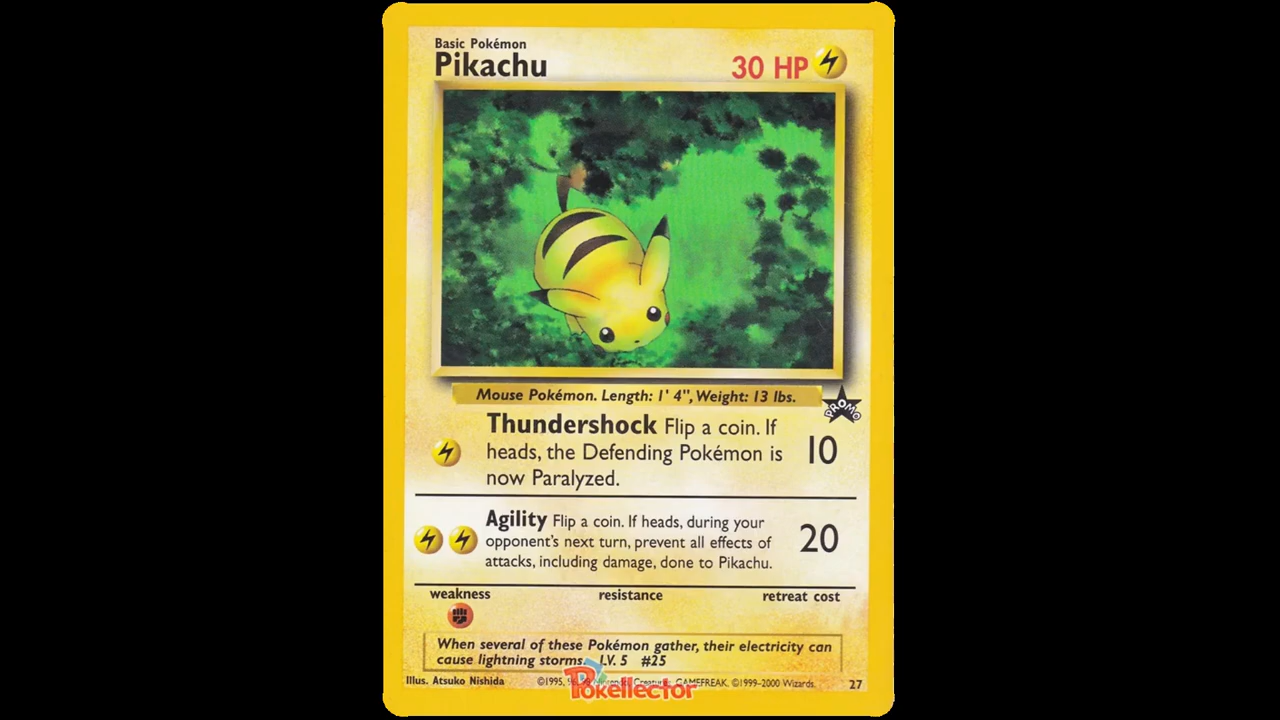 Basic Pokémon
Pikachu
30 HP
Mouse Pokémon. Length: 1' 4", Weight: 13 lbs.
PROMO
Thundershock Flip a coin. If
heads, the Defending Pokémon is
now Paralyzed.
10
Agility Flip a coin. If heads, during your
opponent's next turn, prevent all effects of
attacks, including damage, done to Pikachu.
20
weakness resistance retreat cost
When several of these Pokémon gather, their electricity can
cause lightning storms. LV. 5 #25
Illus. Atsuko Nishida ©1995, GAMEFREAK. ©1999-2000 Wizards. 27
Pokellector